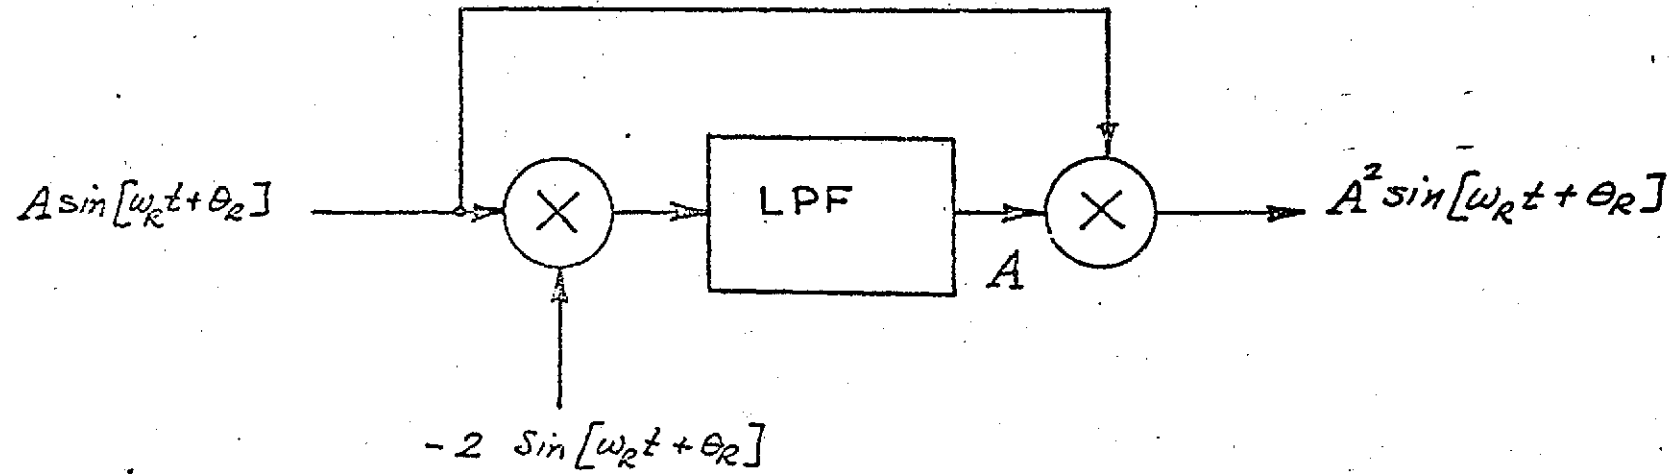 A sin[ω_R t + θ_R]
LPF
A
A² sin[ω_R t + θ_R]
-2 sin[ω_R t + θ_R]